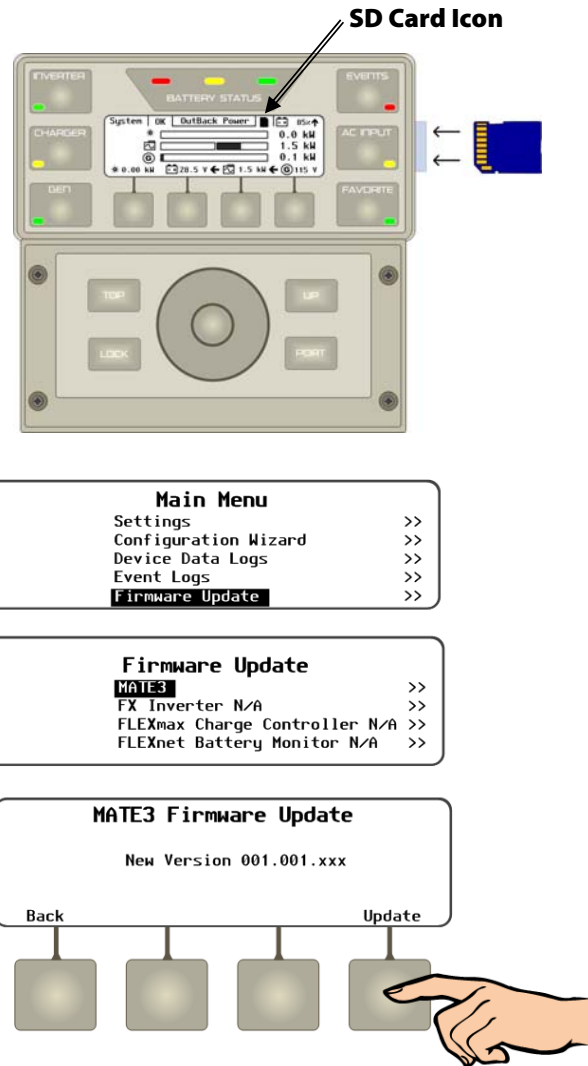 SD Card Icon
INVERTER
EVENTS
BATTERY STATUS
System OK OutBack Power 85%
CHARGER
0.0 kW
AC INPUT
1.5 kW
G 0.1 kW
0.00 kW 28.5 V 1.5 kW G 115 V
GEN
FAVORITE
TOP
UP
LOCK
PORT
Main Menu
Settings >>
Configuration Wizard >>
Device Data Logs >>
Event Logs >>
Firmware Update >>
Firmware Update
MATE3 >>
FX Inverter N/A >>
FLEXmax Charge Controller N/A >>
FLEXnet Battery Monitor N/A >>
MATE3 Firmware Update
New Version 001.001.xxx
Back Update